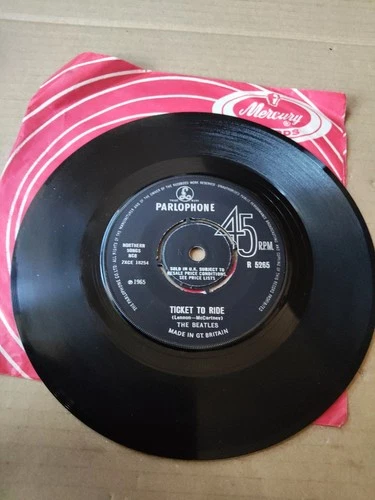 Mercury
PARLOPHONE
45 RPM
R 5265
NORTHERN
SONGS
NCB
7XCE 18254
℗1965
SOLD IN U.K. SUBJECT TO
RESALE PRICE CONDITIONS,
SEE PRICE LISTS
TICKET TO RIDE
(Lennon—McCartney)
THE BEATLES
MADE IN GT. BRITAIN